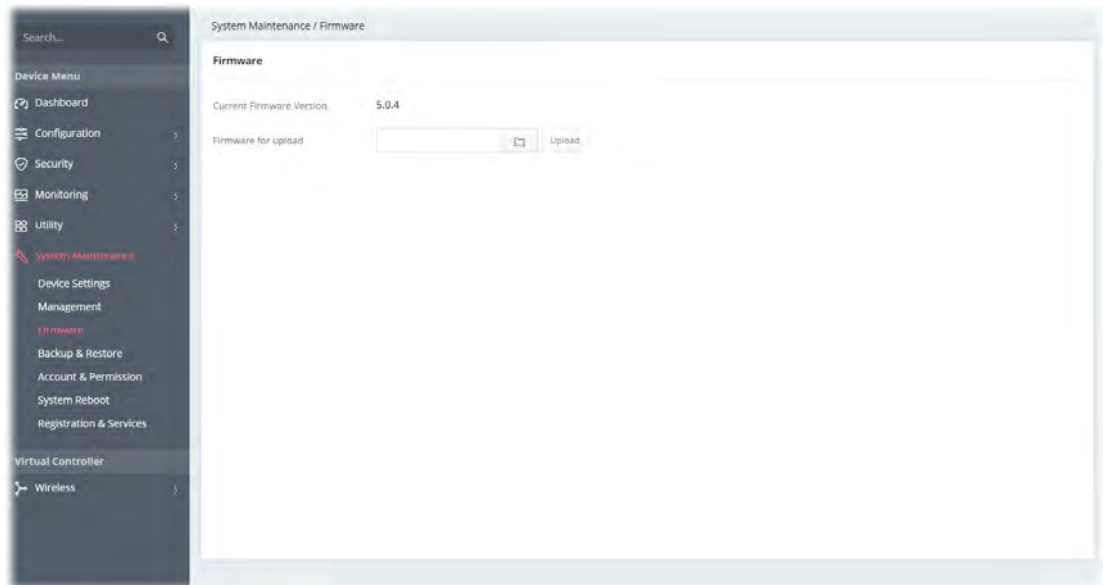 Search...
Device Menu
Dashboard
Configuration
Security
Monitoring
Utility
System Maintenance
Device Settings
Management
Firmware
Backup & Restore
Account & Permission
System Reboot
Registration & Services
Virtual Controller
Wireless
System Maintenance / Firmware
Firmware
Current Firmware Version 5.0.4
Firmware for upload Upload